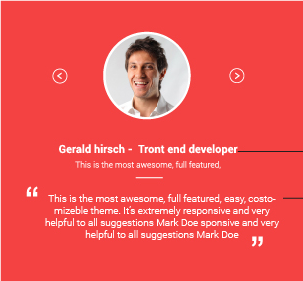 Gerald hirsch - Tront end developer
This is the most awesome, full featured,
“ This is the most awesome, full featured, easy, costo-
mizeble theme. It's extremely responsive and very
helpful to all suggestions Mark Doe sponsive and very
helpful to all suggestions Mark Doe ”